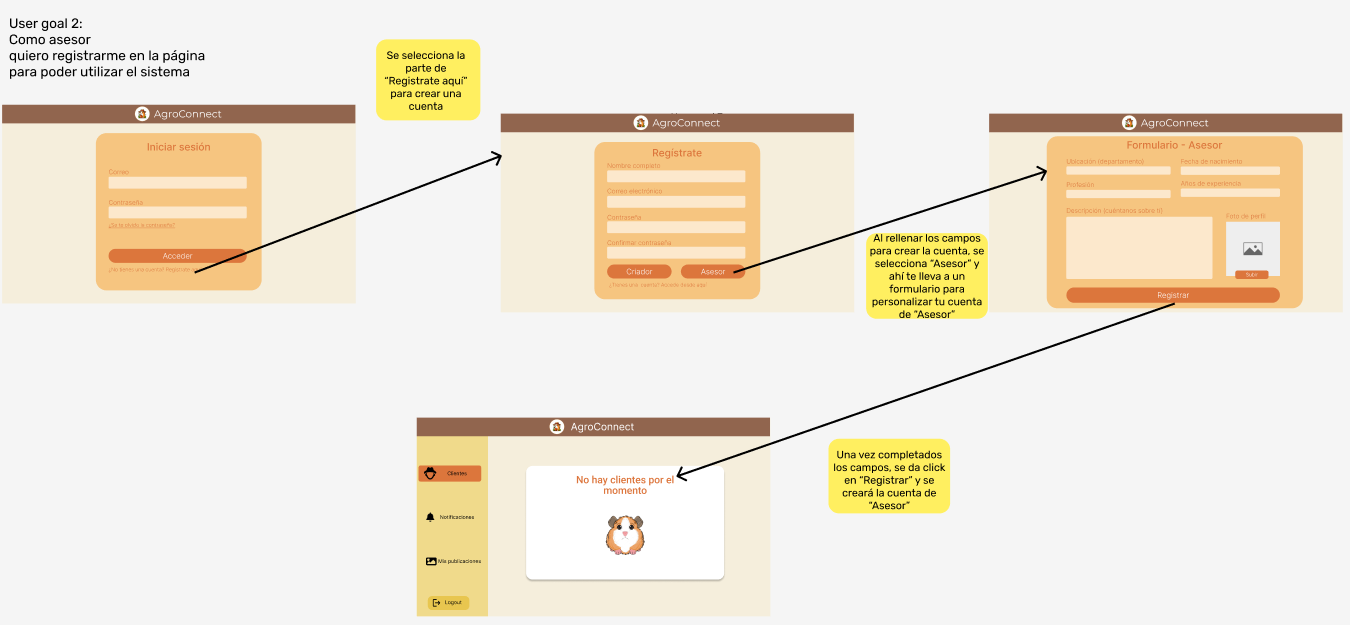 User goal 2:
Como asesor
quiero registrarme en la página
para poder utilizar el sistema
Se selecciona la
parte de
“Registrate aquí”
para crear una
cuenta
AgroConnect
Iniciar sesión
Correo
Contraseña
¿Se te olvidó la contraseña?
Acceder
¿No tienes una cuenta? Regístrate
AgroConnect
Regístrate
Nombre completo
Correo electrónico
Contraseña
Confirmar contraseña
Criador
Asesor
¿Tienes una cuenta? Accede desde aquí
Al rellenar los campos
para crear la cuenta, se
selecciona “Asesor” y
ahí te lleva a un
formulario para
personalizar tu cuenta
de “Asesor”
AgroConnect
Formulario - Asesor
Ubicación (departamento)
Fecha de nacimiento
Profesión
Años de experiencia
Descripción (cuéntanos sobre ti)
Foto de perfil
Subir
Registrar
AgroConnect
Clientes
Notificaciones
Mis publicaciones
Logout
No hay clientes por el
momento
Una vez completados
los campos, se da click
en “Registrar” y se
creará la cuenta de
“Asesor”